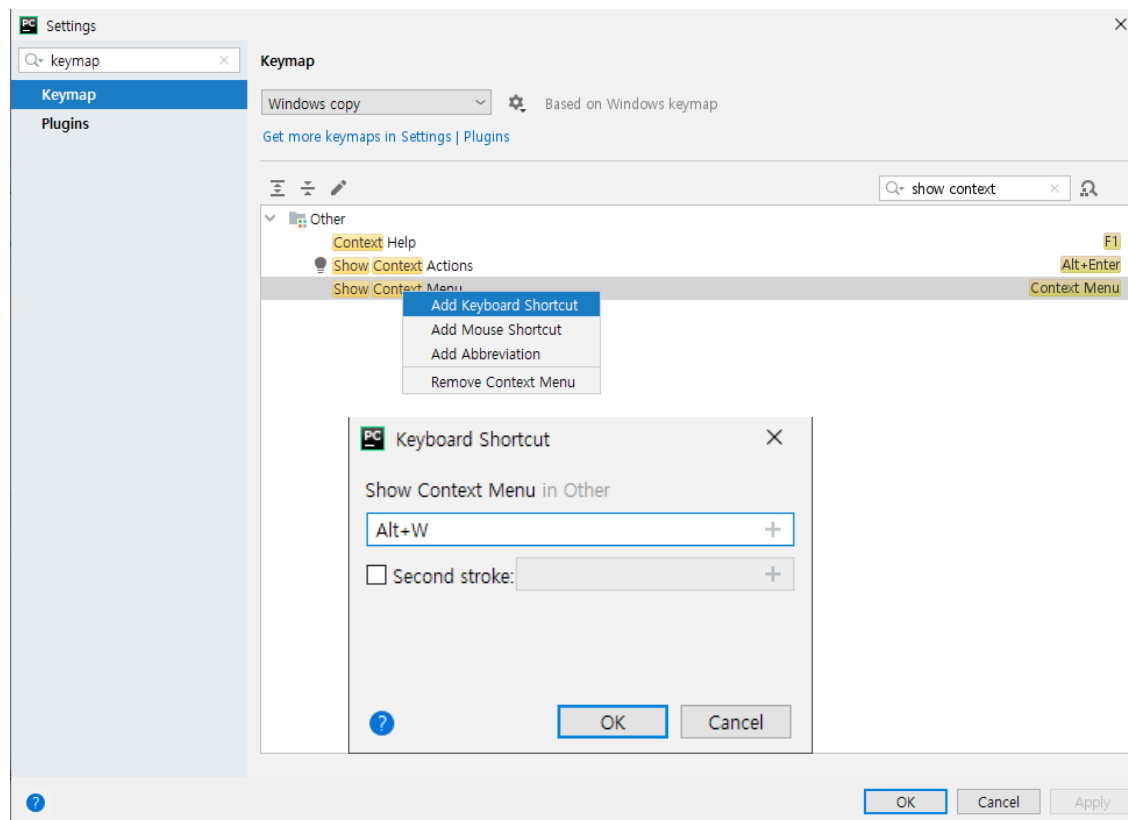 PC Settings
keymap
Keymap
Plugins
Keymap
Windows copy
Based on Windows keymap
Get more keymaps in Settings | Plugins
show context
Other
Context Help F1
Show Context Actions Alt+Enter
Show Context Menu Context Menu
Add Keyboard Shortcut
Add Mouse Shortcut
Add Abbreviation
Remove Context Menu
PC Keyboard Shortcut
Show Context Menu in Other
Alt+W
Second stroke:
? OK Cancel
? OK Cancel Apply